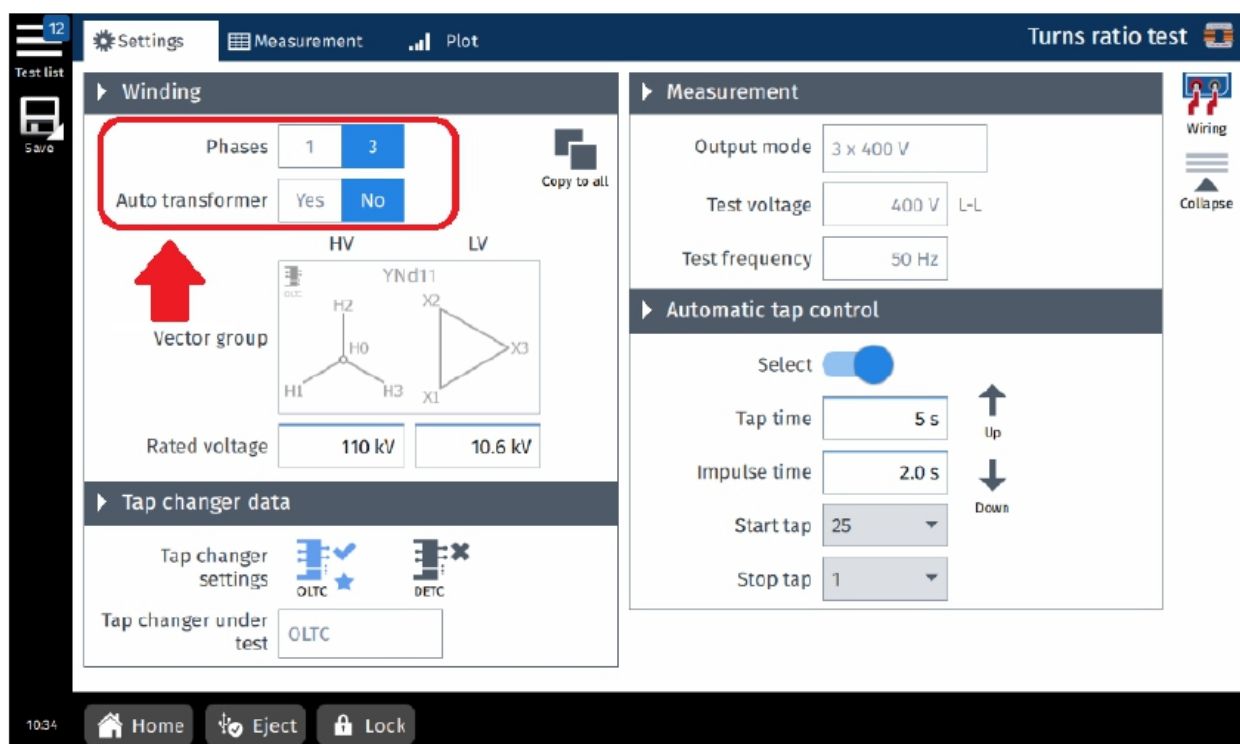 12
Test list
Save
Settings
Measurement
Plot
Turns ratio test
Winding
Phases 1 3
Auto transformer Yes No
Copy to all
HV LV
OLTC
YNd11
H2
H0
H1
H3
X2
X3
X1
Vector group
Rated voltage 110 kV 10.6 kV
Tap changer data
Tap changer
settings
OLTC
DETC
Tap changer under
test
OLTC
Measurement
Output mode 3 x 400 V
Test voltage 400 V L-L
Test frequency 50 Hz
Automatic tap control
Select
Tap time 5 s
Up
Impulse time 2.0 s
Down
Start tap 25
Stop tap 1
Wiring
Collapse
10:34
Home
Eject
Lock